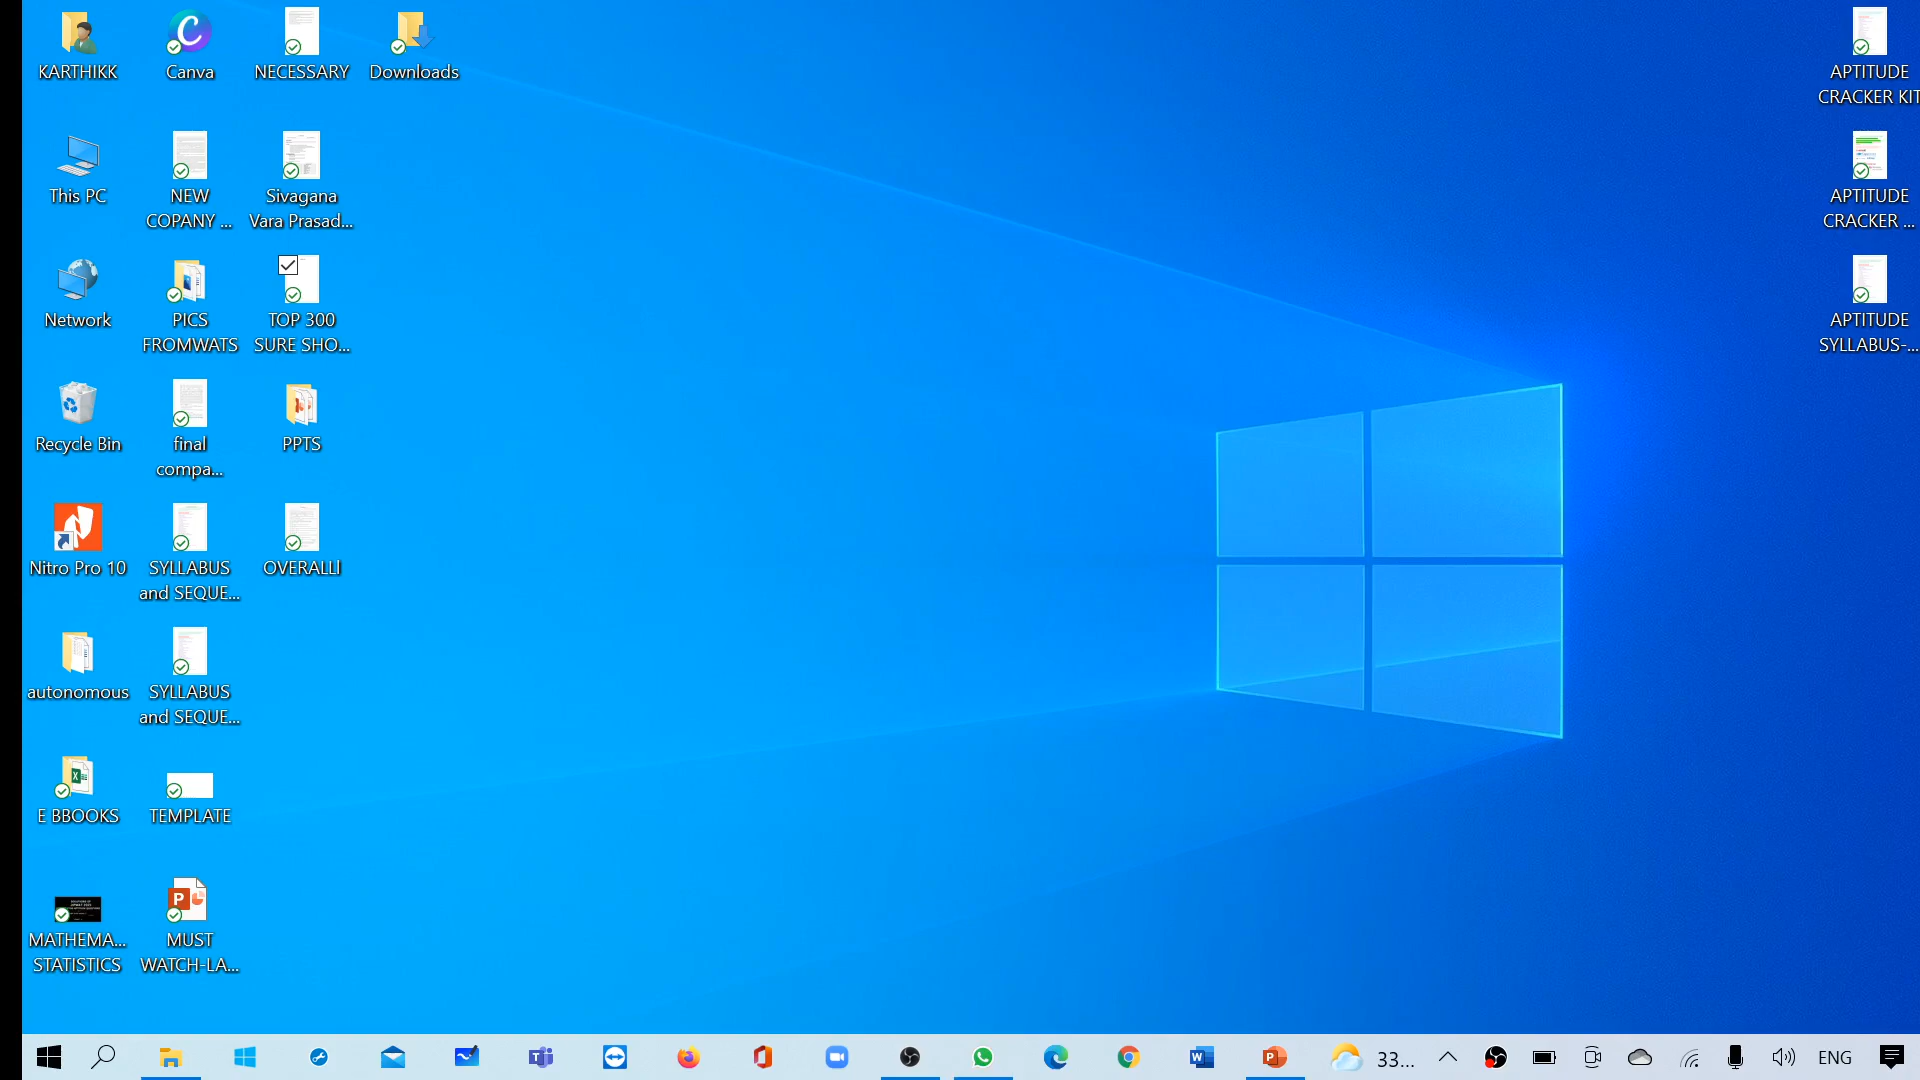 KARTHIKK
Canva
NECESSARY
Downloads
APTITUDE
CRACKER KIT
This PC
NEW
COPANY ...
Sivagana
Vara Prasad...
APTITUDE
CRACKER ...
Network
PICS
FROMWATS
TOP 300
SURE SHO...
APTITUDE
SYLLABUS-...
Recycle Bin
final
compa...
PPTS
Nitro Pro 10
SYLLABUS
and SEQUE...
OVERALLl
autonomous
SYLLABUS
and SEQUE...
E BBOOKS
TEMPLATE
MATHEMA...
STATISTICS
MUST
WATCH-LA...
33...
ENG